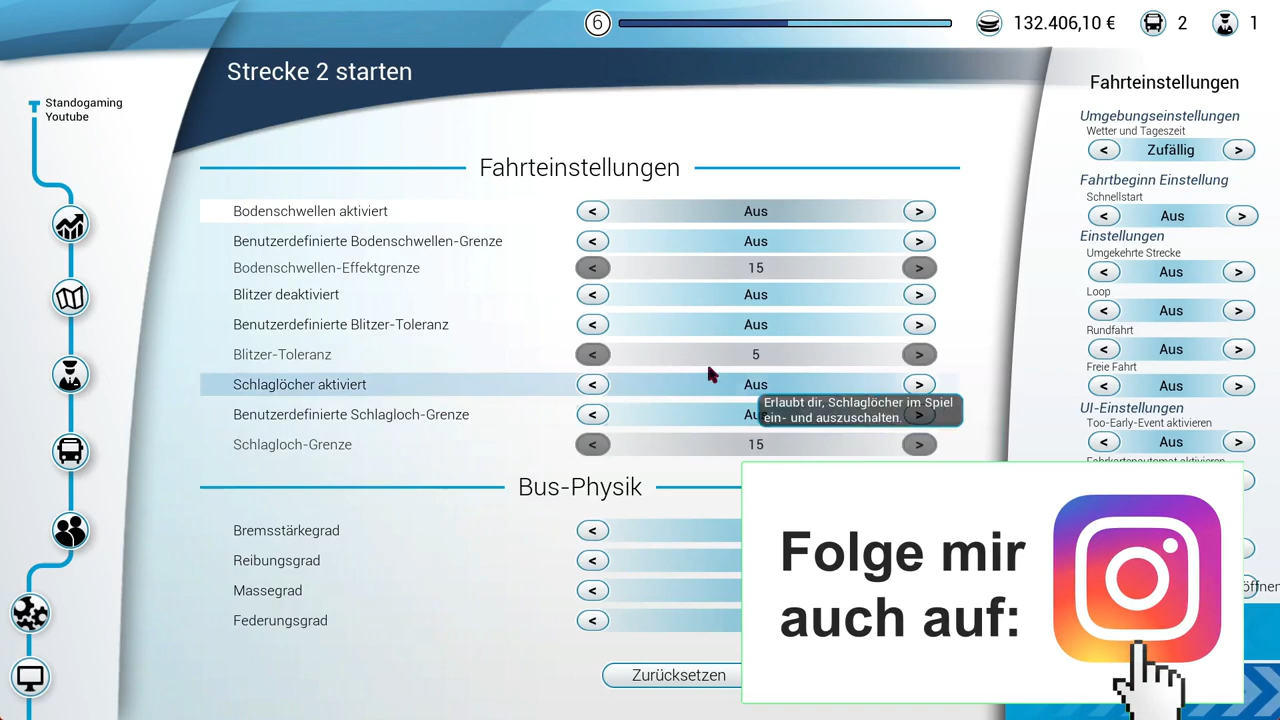 6
132.406,10 €
2
1
Strecke 2 starten
Standogaming
Youtube
Fahrteinstellungen
Bodenschwellen aktiviert
Aus
Benutzerdefinierte Bodenschwellen-Grenze
Aus
Bodenschwellen-Effektgrenze
15
Blitzer deaktiviert
Aus
Benutzerdefinierte Blitzer-Toleranz
Aus
Blitzer-Toleranz
5
Schlaglöcher aktiviert
Aus
Erlaubt dir, Schlaglöcher im Spiel
ein- und auszuschalten.
Benutzerdefinierte Schlagloch-Grenze
Schlagloch-Grenze
15
Bus-Physik
Bremsstärkegrad
Reibungsgrad
Massegrad
Federungsgrad
Zurücksetzen
Fahrteinstellungen
Umgebungseinstellungen
Wetter und Tageszeit
Zufällig
Fahrtbeginn Einstellung
Schnellstart
Aus
Einstellungen
Umgekehrte Strecke
Aus
Loop
Aus
Rundfahrt
Aus
Freie Fahrt
Aus
UI-Einstellungen
Too-Early-Event aktivieren
Aus
Fahrkartenautomat aktivieren
Folge mir
auch auf: